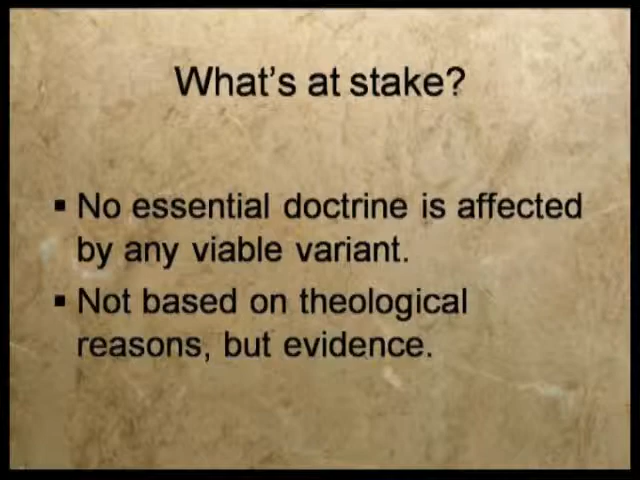 What's at stake?
▪ No essential doctrine is affected
by any viable variant.
▪ Not based on theological
reasons, but evidence.